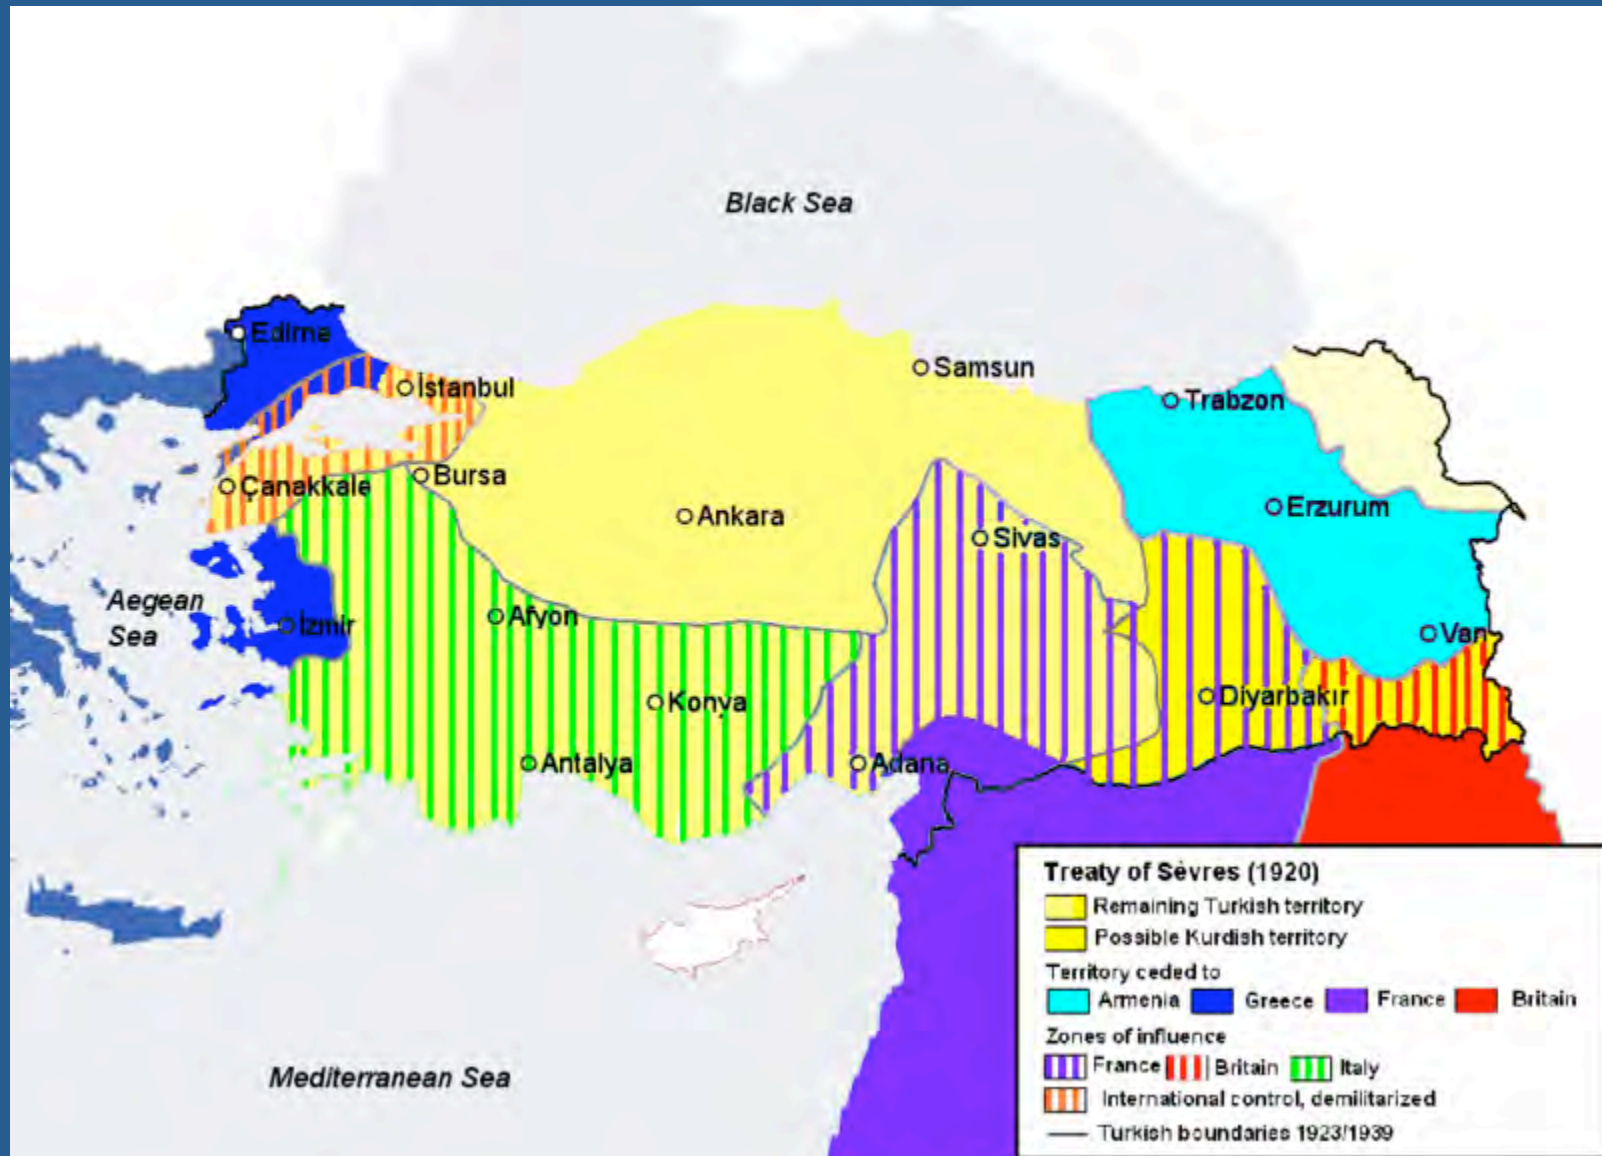 Black Sea
Edirne
İstanbul
Samsun
Trabzon
Çanakkale
Bursa
Ankara
Erzurum
Sivas
Aegean
Sea
İzmir
Afyon
Van
Konya
Diyarbakır
Antalya
Adana
Mediterranean Sea
Treaty of Sèvres (1920)
Remaining Turkish territory
Possible Kurdish territory
Territory ceded to
Armenia Greece France Britain
Zones of influence
France Britain Italy
International control, demilitarized
Turkish boundaries 1923/1939